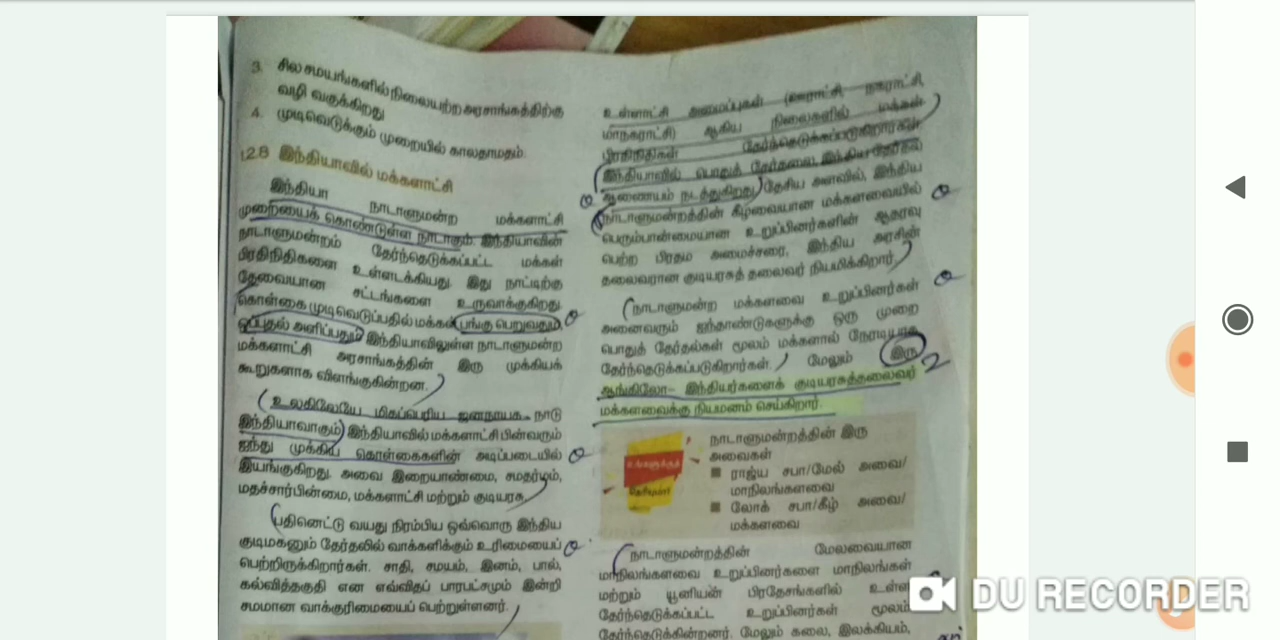 3. சில சமயங்களில் நிலையற்ற அரசாங்கத்திற்கு
வழி வகுக்கிறது
4. முடிவெடுக்கும் முறையில் காலதாமதம்.
1.2.8 இந்தியாவில் மக்களாட்சி
இந்தியா நாடாளுமன்ற மக்களாட்சி
முறையைக் கொண்டுள்ள நாடாகும். இந்தியாவின்
நாடாளுமன்றம் தேர்ந்தெடுக்கப்பட்ட மக்கள்
பிரதிநிதிகளை உள்ளடக்கியது. இது நாட்டிற்கு
தேவையான சட்டங்களை உருவாக்குகிறது.
கொள்கை முடிவெடுப்பதில் மக்கள் பங்கு பெறுவதும்,
ஒப்புதல் அளிப்பதும் இந்தியாவிலுள்ள நாடாளுமன்ற
மக்களாட்சி அரசாங்கத்தின் இரு முக்கியக்
கூறுகளாக விளங்குகின்றன.
உலகிலேயே மிகப்பெரிய ஜனநாயக நாடு
இந்தியாவாகும் இந்தியாவில் மக்களாட்சி பின்வரும்
ஐந்து முக்கிய கொள்கைகளின் அடிப்படையில்
இயங்குகிறது. அவை இறையாண்மை, சமதர்மம்,
மதச்சார்பின்மை, மக்களாட்சி மற்றும் குடியரசு
பதினெட்டு வயது நிரம்பிய ஒவ்வொரு இந்திய
குடிமகனும் தேர்தலில் வாக்களிக்கும் உரிமையைப்
பெற்றிருக்கிறார்கள். சாதி, சமயம், இனம், பால்,
கல்வித்தகுதி என எவ்விதப் பாரபட்சமும் இன்றி
சமமான வாக்குரிமையைப் பெற்றுள்ளனர்.
உள்ளாட்சி அமைப்புகள் (ஊராட்சி, நகராட்சி,
மாநகராட்சி) ஆகிய நிலைகளில் மக்கள்
பிரதிநிதிகள் தேர்ந்தெடுக்கப்படுகிறார்கள்
இந்தியாவில் பொதுத் தேர்தலை, இந்திய தேர்தல்
ஆணையம் நடத்துகிறது தேசிய அளவில், இந்திய
நாடாளுமன்றத்தின் கீழ்வையான மக்களவையில்
பெரும்பான்மையான உறுப்பினர்களின் ஆதரவு
பெற்ற பிரதம அமைச்சரை, இந்திய அரசின்
தலைவரான குடியரசுத் தலைவர் நியமிக்கிறார்.
நாடாளுமன்ற மக்களவை உறுப்பினர்கள்
அனைவரும் ஐந்தாண்டுகளுக்கு ஒரு முறை
பொதுத் தேர்தல்கள் மூலம் மக்களால் நேரடியாக
தேர்ந்தெடுக்கப்படுகிறார்கள். மேலும் இரு
2
ஆங்கிலோ– இந்தியர்களைக் குடியரசுத்தலைவர்
மக்களவைக்கு நியமனம் செய்கிறார்.
உங்களுக்குத்
தெரியுமா?
நாடாளுமன்றத்தின் இரு
அவைகள்
■ ராஜ்ய சபா/மேல் அவை/
மாநிலங்களவை
■ லோக் சபா/கீழ் அவை/
மக்களவை
நாடாளுமன்றத்தின் மேலவையான
மாநிலங்களவை உறுப்பினர்களை மாநிலங்கள்
மற்றும் யூனியன் பிரதேசங்களில் உள்ள
தேர்ந்தெடுக்கப்பட்ட உறுப்பினர்கள் மூலம்
தேர்ந்தெடுக்கின்றனர். மேலும் கலை, இலக்கியம்,
DU RECORDER